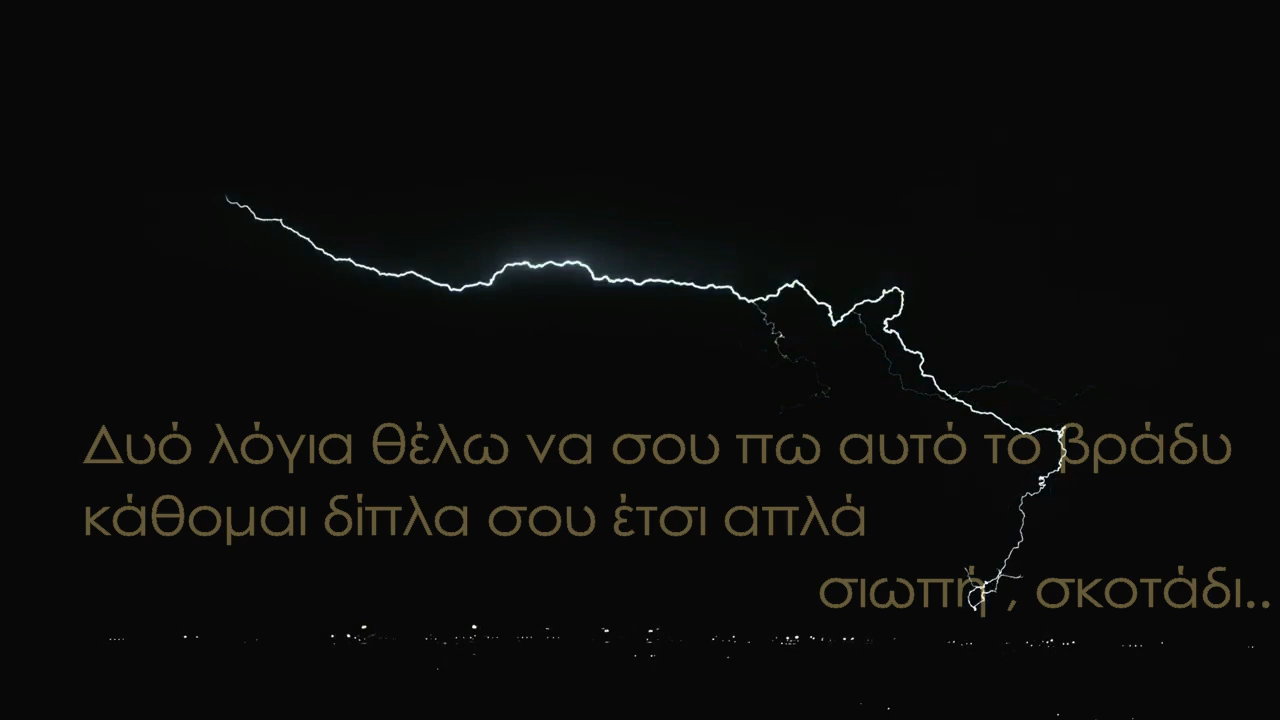 Δυό λόγια θέλω να σου πω αυτό το βράδυ
κάθομαι δίπλα σου έτσι απλά
σιωπή , σκοτάδι..